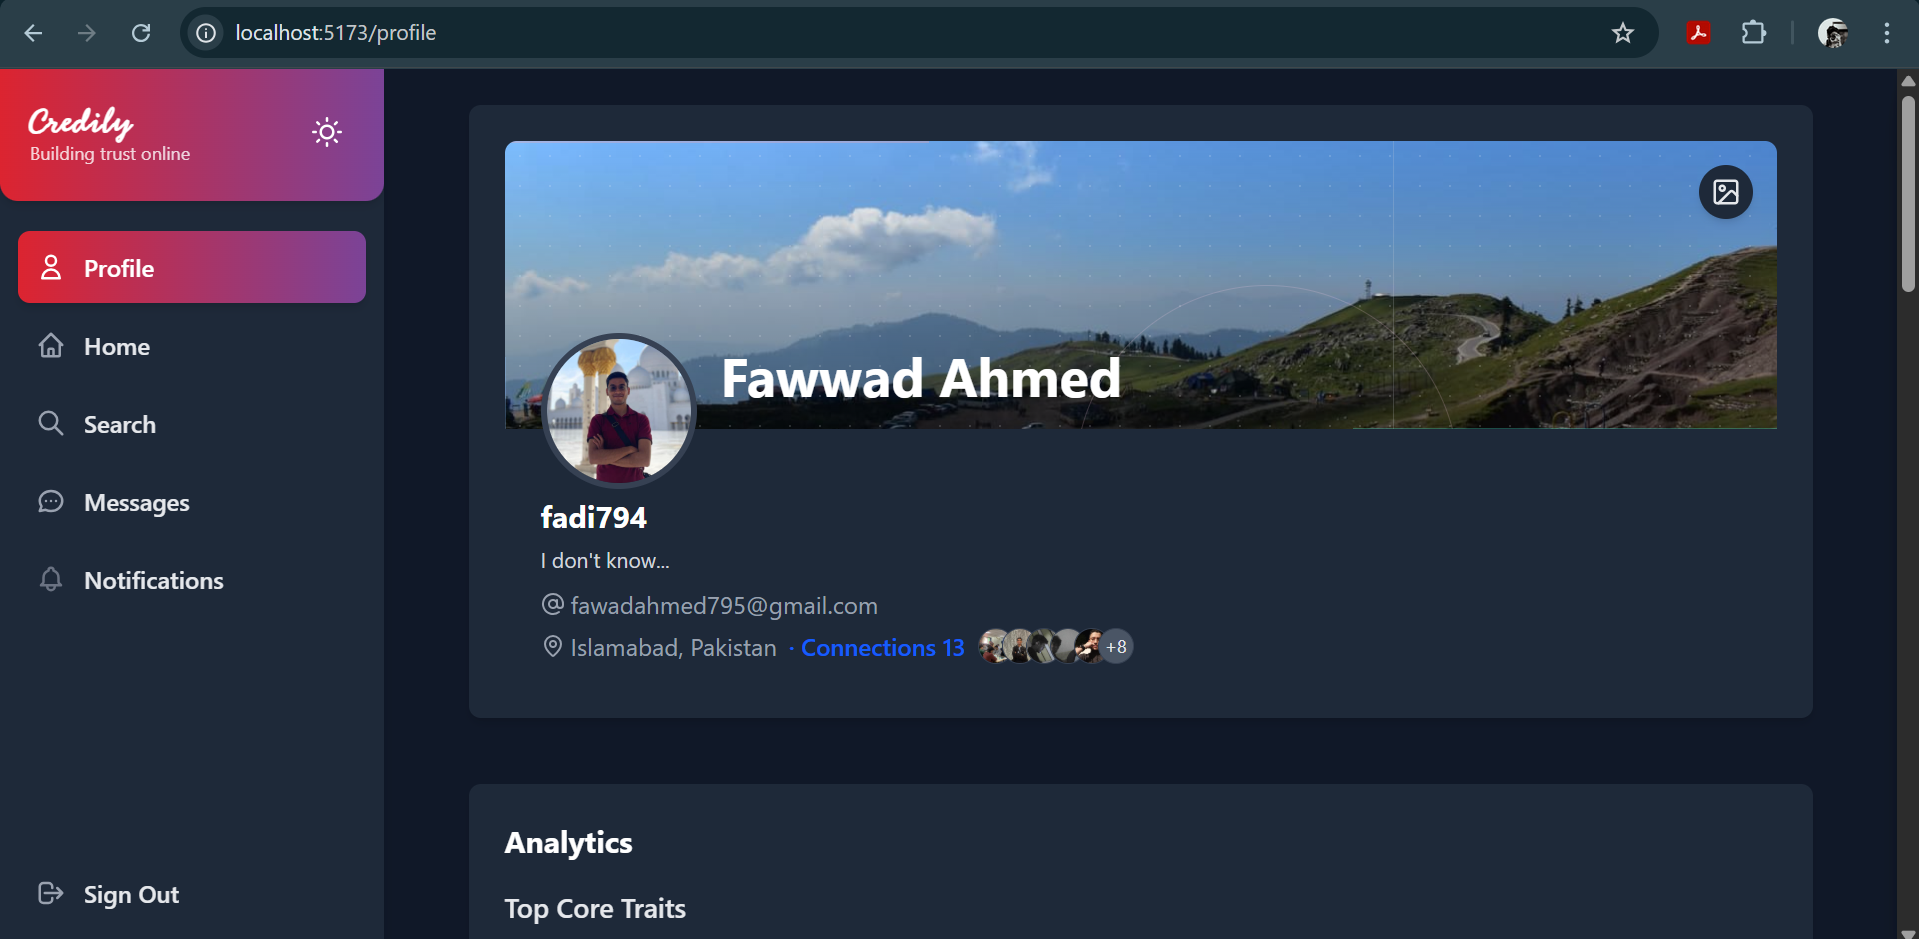 localhost:5173/profile
Credily
Building trust online
Profile
Home
Search
Messages
Notifications
Sign Out
Fawwad Ahmed
fadi794
I don't know...
fawadahmed795@gmail.com
Islamabad, Pakistan · Connections 13 +8
Analytics
Top Core Traits